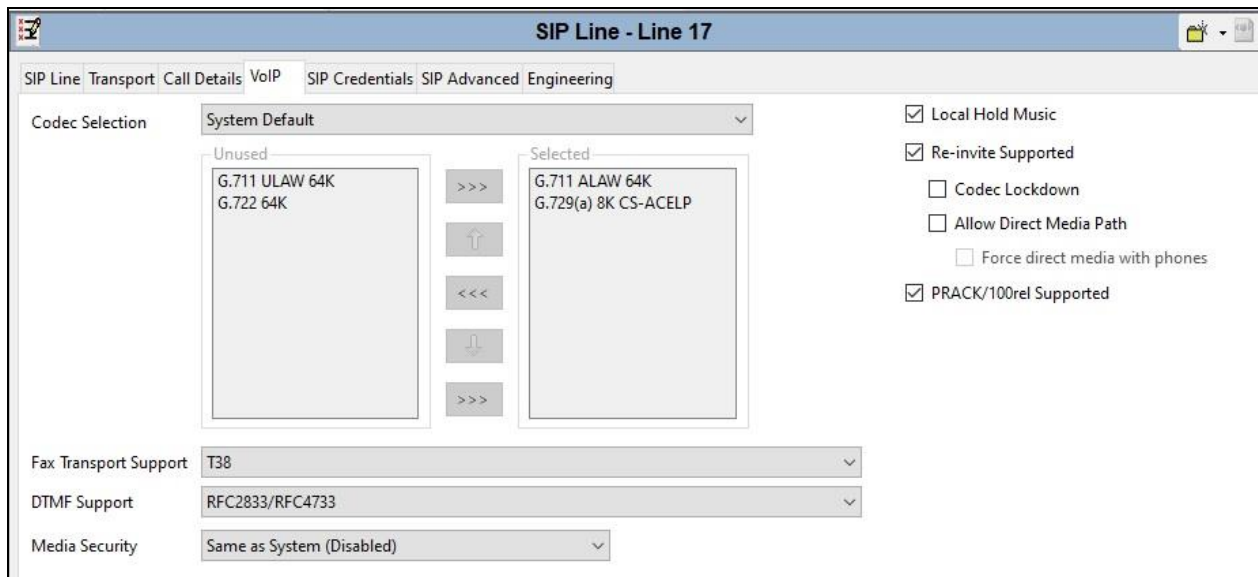 SIP Line - Line 17
SIP Line Transport Call Details VoIP SIP Credentials SIP Advanced Engineering
Codec Selection System Default
Unused
G.711 ULAW 64K
G.722 64K
>>>
<<<
>>>
Selected
G.711 ALAW 64K
G.729(a) 8K CS-ACELP
Local Hold Music
Re-invite Supported
Codec Lockdown
Allow Direct Media Path
Force direct media with phones
PRACK/100rel Supported
Fax Transport Support T38
DTMF Support RFC2833/RFC4733
Media Security Same as System (Disabled)